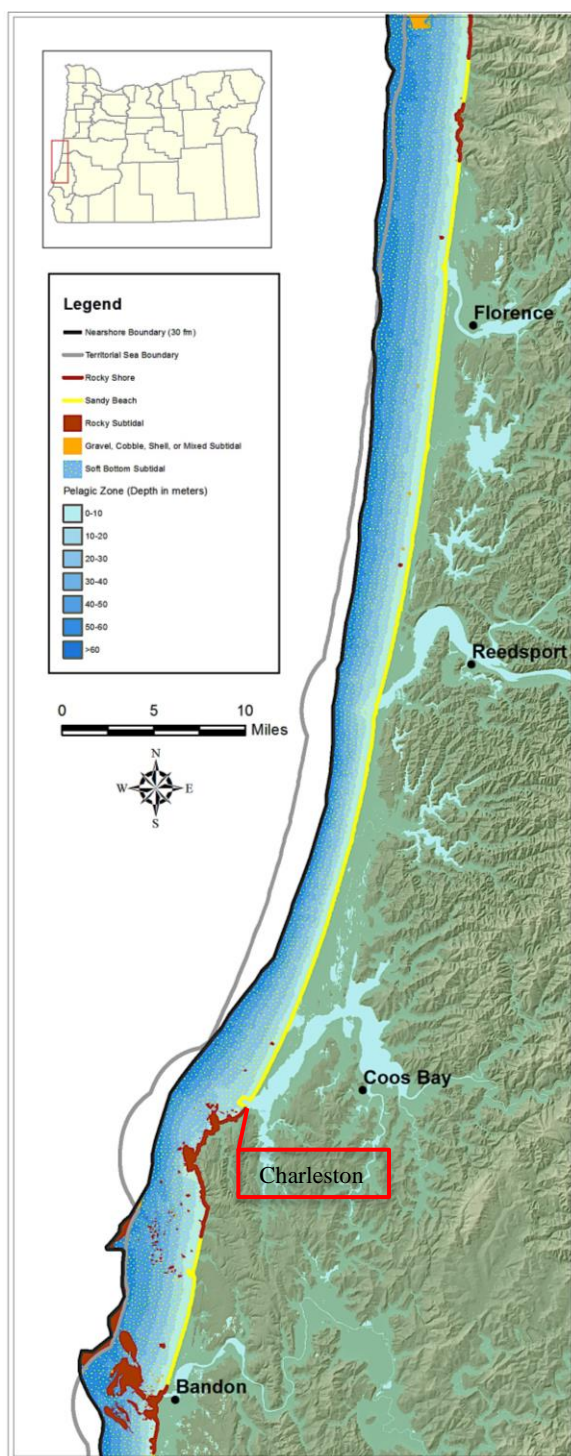 Legend
Nearshore Boundary (30 fm)
Territorial Sea Boundary
Rocky Shore
Sandy Beach
Rocky Subtidal
Gravel, Cobble, Shell, or Mixed Subtidal
Soft Bottom Subtidal
Pelagic Zone (Depth in meters)
0-10
10-20
20-30
30-40
40-50
50-60
>60
0 5 10
Miles
N
W E
S
Florence
Reedsport
Coos Bay
Charleston
Bandon